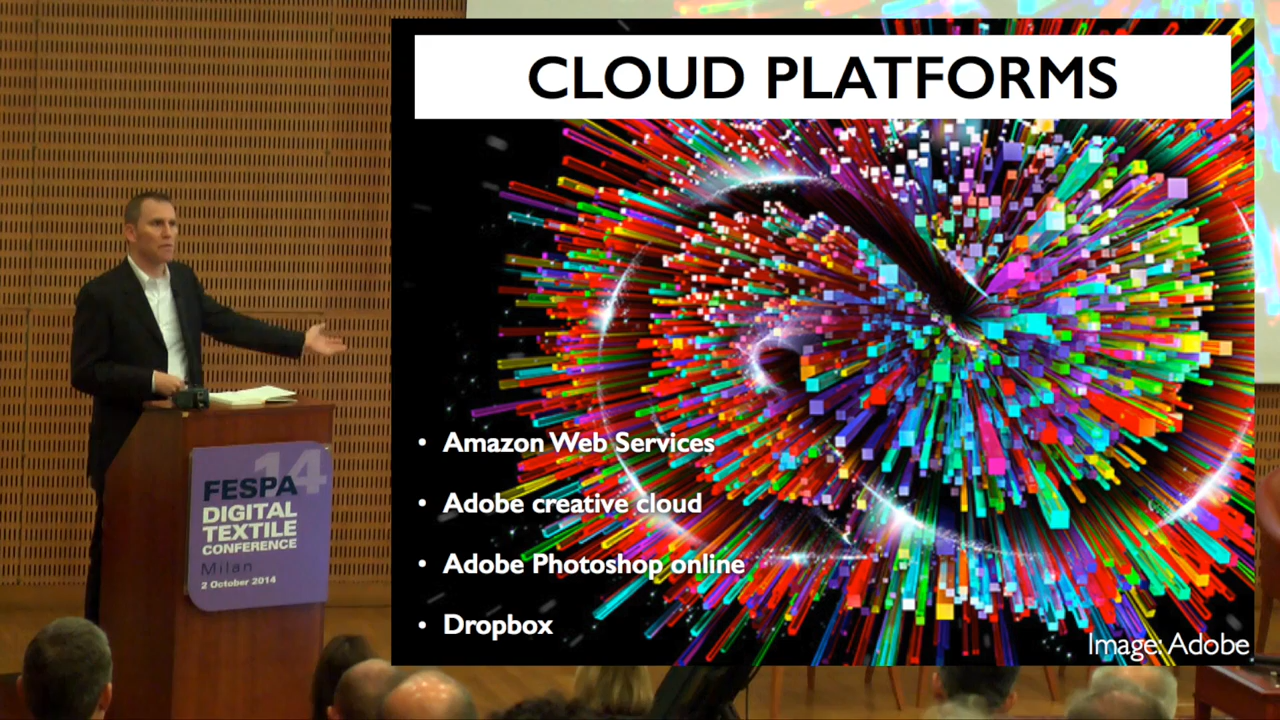 CLOUD PLATFORMS
• Amazon Web Services
• Adobe creative cloud
• Adobe Photoshop online
• Dropbox
Image: Adobe
14
FESPA
DIGITAL
TEXTILE
CONFERENCE
Milan
2 October 2014